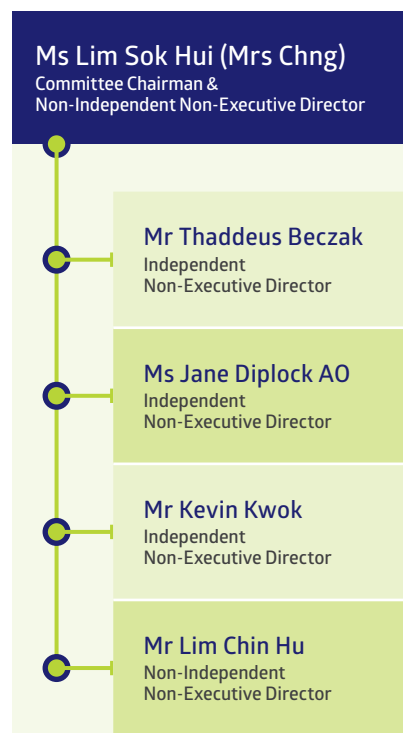 Ms Lim Sok Hui (Mrs Chng)
Committee Chairman &
Non-Independent Non-Executive Director
Mr Thaddeus Beczak
Independent
Non-Executive Director
Ms Jane Diplock AO
Independent
Non-Executive Director
Mr Kevin Kwok
Independent
Non-Executive Director
Mr Lim Chin Hu
Non-Independent
Non-Executive Director